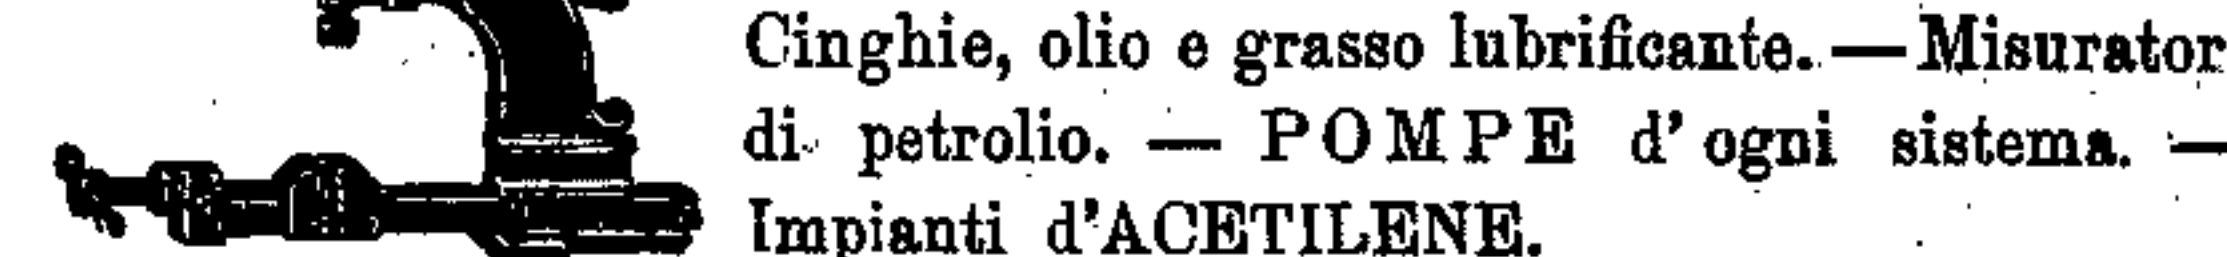 Cinghie, olio e grasso lubrificante. — Misurator
di petrolio. — POMPE d'ogni sistema. —
Impianti d'ACETILENE.